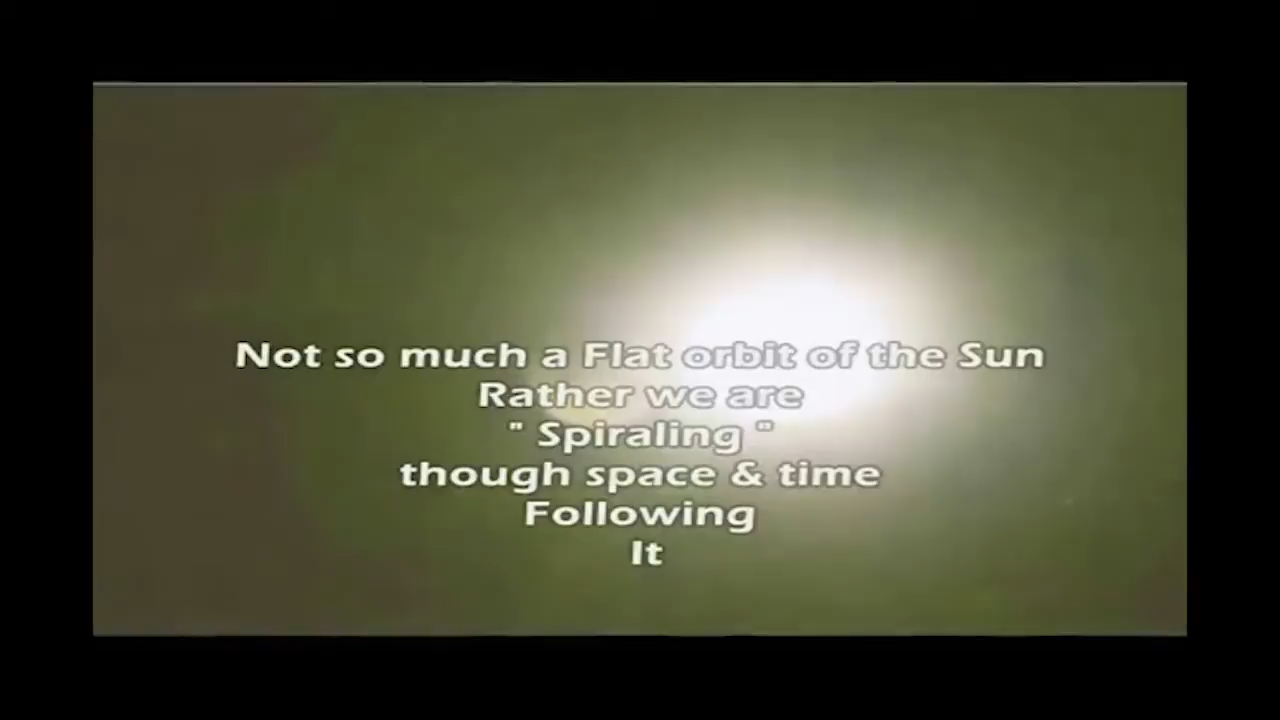 Not so much a Flat orbit of the Sun
Rather we are
" Spiraling "
though space & time
Following
It